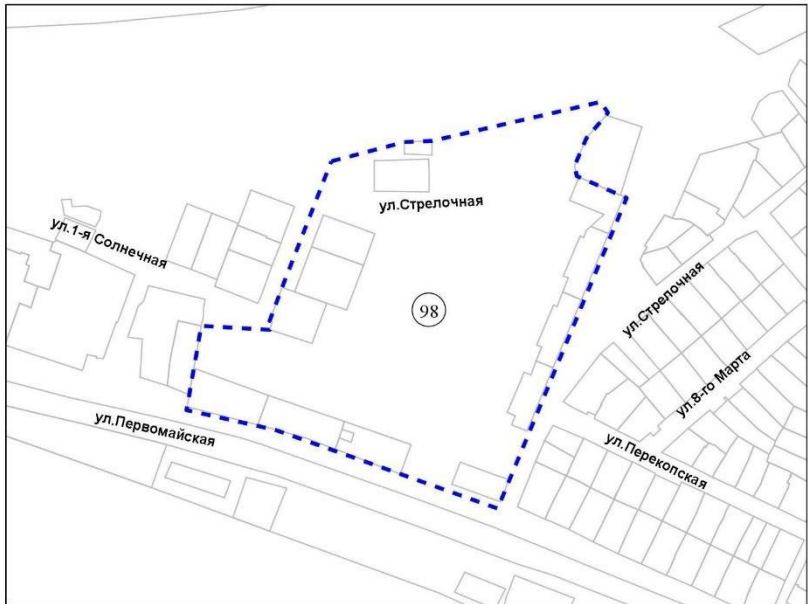 ул.Стрелочная
ул.1-я Солнечная
ул.Стрелочная
98
ул.8-го Марта
ул.Первомайская
ул.Перекопская